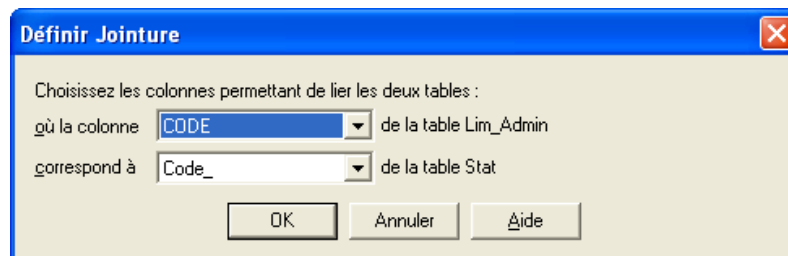 Définir Jointure
Choisissez les colonnes permettant de lier les deux tables :
où la colonne CODE de la table Lim_Admin
correspond à Code_ de la table Stat
OK Annuler Aide